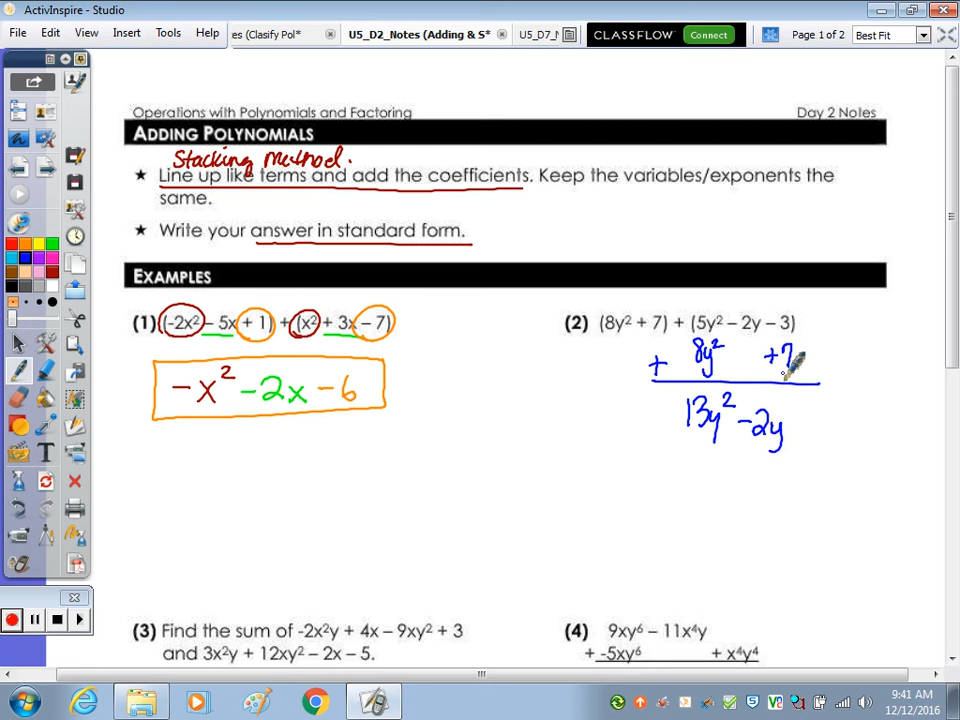 ActivInspire - Studio
File Edit View Insert Tools Help
es (Clasify Pol*
U5_D2_Notes (Adding & S*
U5_D7_N
CLASSFLOW Connect
Page 1 of 2
Best Fit
Operations with Polynomials and Factoring Day 2 Notes
ADDING POLYNOMIALS
Stacking Method.
★ Line up like terms and add the coefficients. Keep the variables/exponents the
same.
★ Write your answer in standard form.
EXAMPLES
(1) (-2x² – 5x + 1) + (x² + 3x – 7)
-x² -2x -6
(2) (8y² + 7) + (5y² – 2y – 3)
+ 8y² +7
13y² -2y
(3) Find the sum of -2x²y + 4x – 9xy² + 3
and 3x²y + 12xy² – 2x – 5.
(4) 9xy⁶ – 11x⁴y
+ -5xy⁶ + x⁴y⁴
9:41 AM
12/12/2016